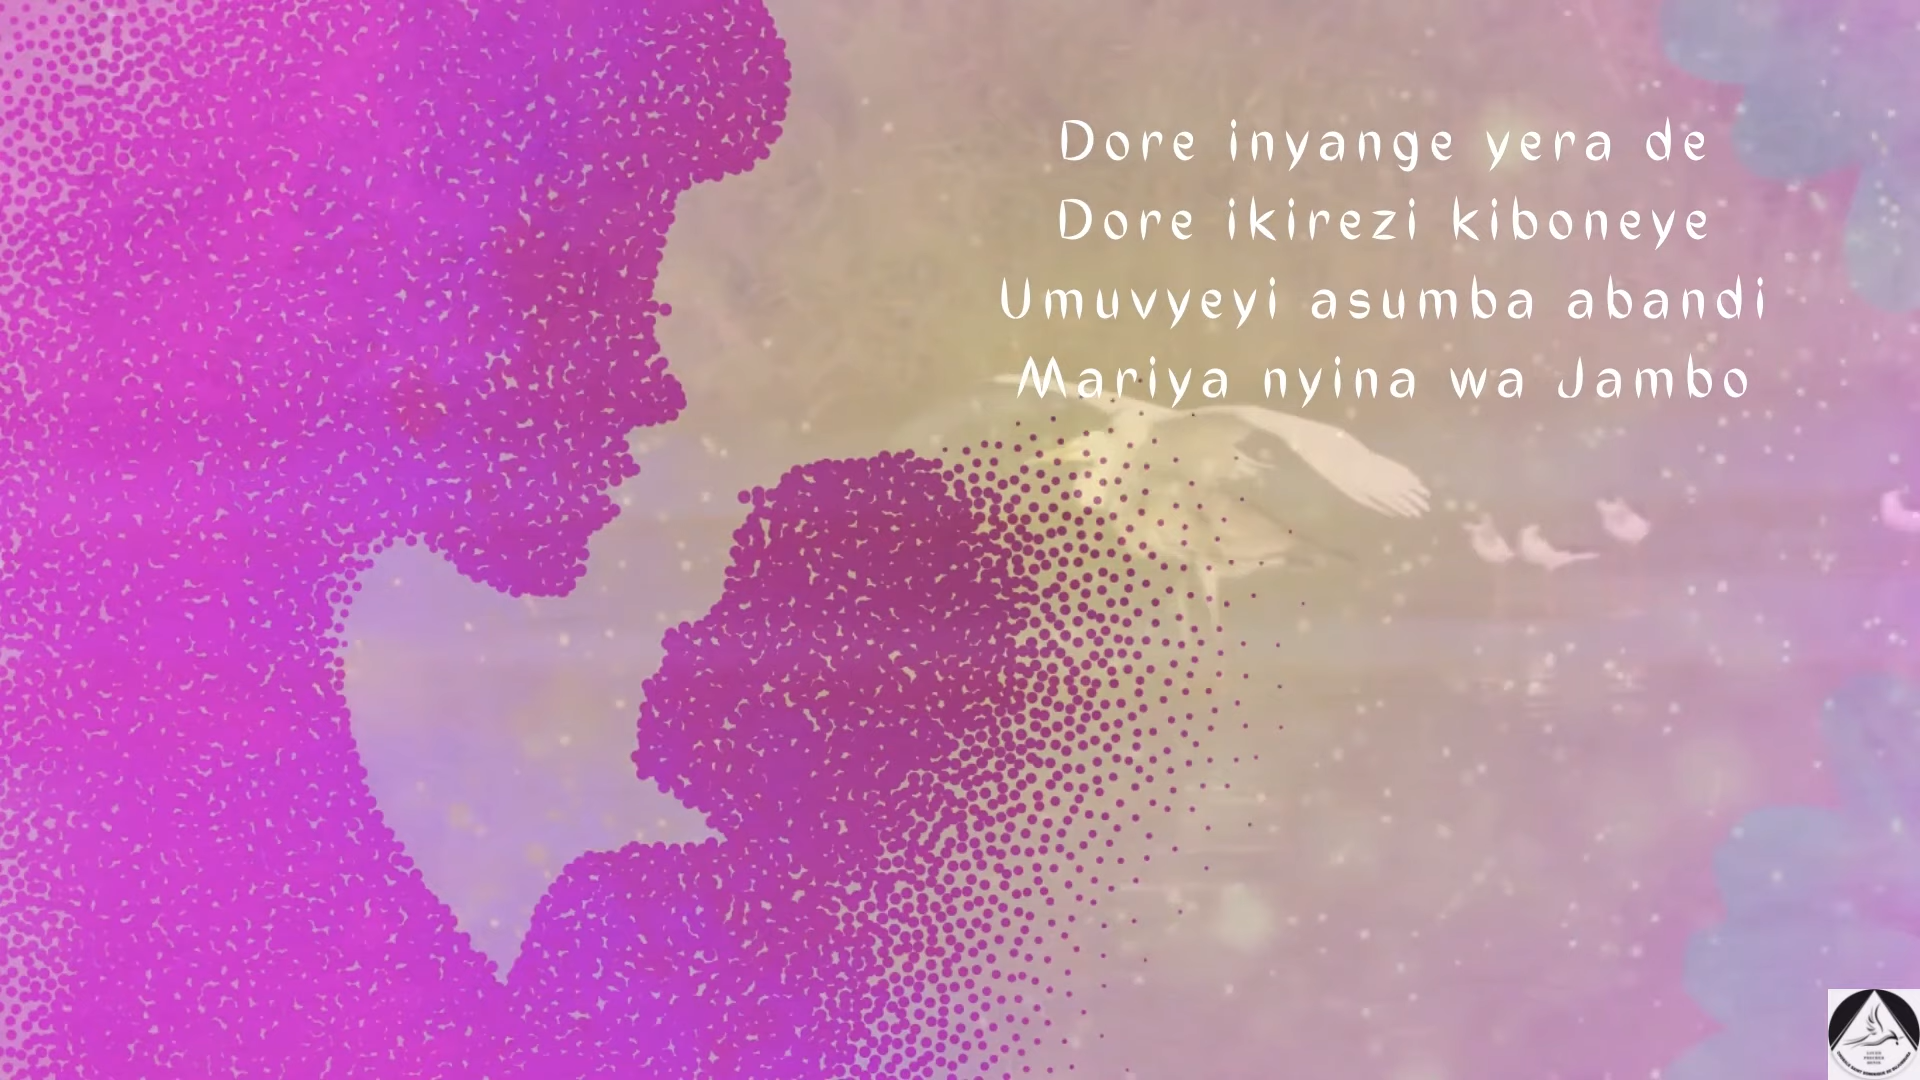 Dore inyange yera de
Dore ikirezi kiboneye
Umuvyeyi asumba abandi
Mariya nyina wa Jambo